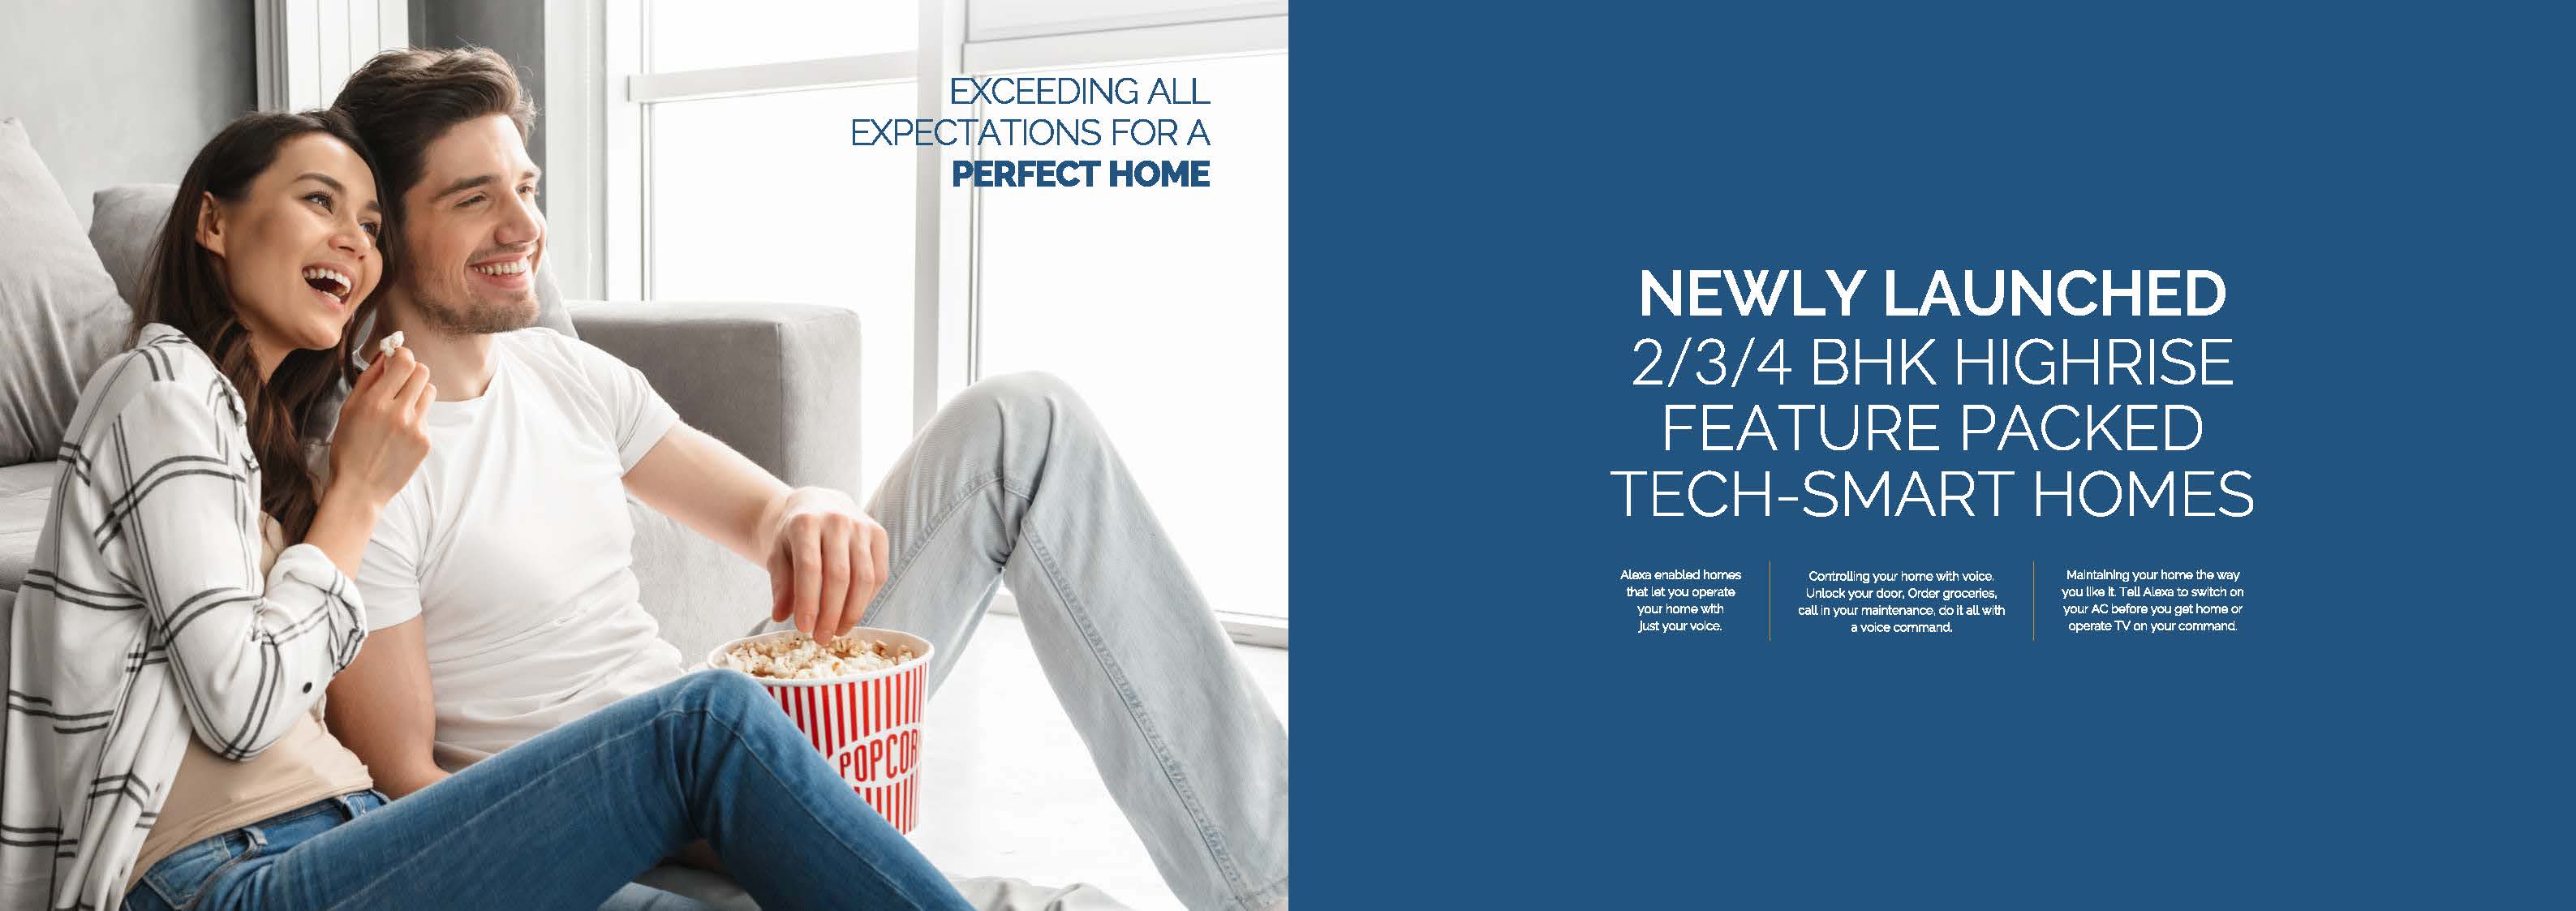 EXCEEDING ALL
EXPECTATIONS FOR A
PERFECT HOME
POPCOR
NEWLY LAUNCHED
2/3/4 BHK HIGHRISE
FEATURE PACKED
TECH-SMART HOMES
Alexa enabled homes
that let you operate
your home with
just your voice.
Controlling your home with voice.
Unlock your door, Order groceries,
call in your maintenance, do it all with
a voice command.
Maintaining your home the way
you like it. Tell Alexa to switch on
your AC before you get home or
operate TV on your command.